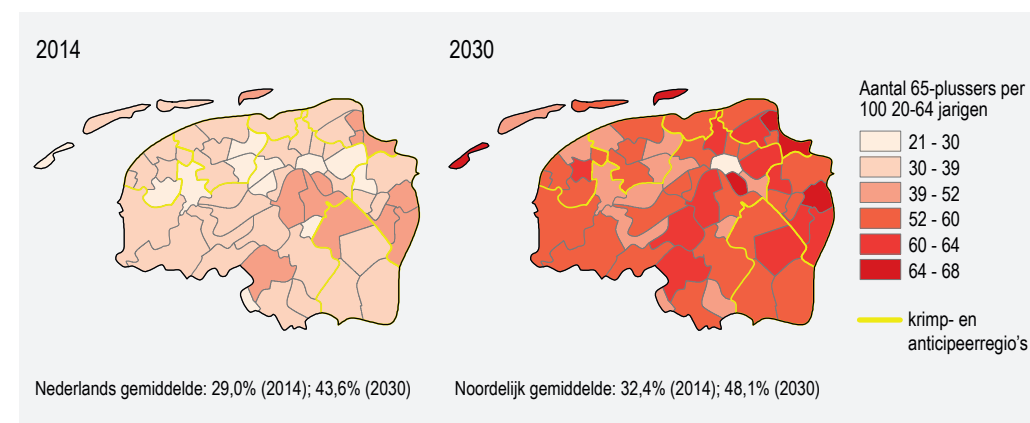 2014
2030
Aantal 65-plussers per
100 20-64 jarigen
21 - 30
30 - 39
39 - 52
52 - 60
60 - 64
64 - 68
krimp- en
anticipeerregio's
Nederlands gemiddelde: 29,0% (2014); 43,6% (2030)
Noordelijk gemiddelde: 32,4% (2014); 48,1% (2030)